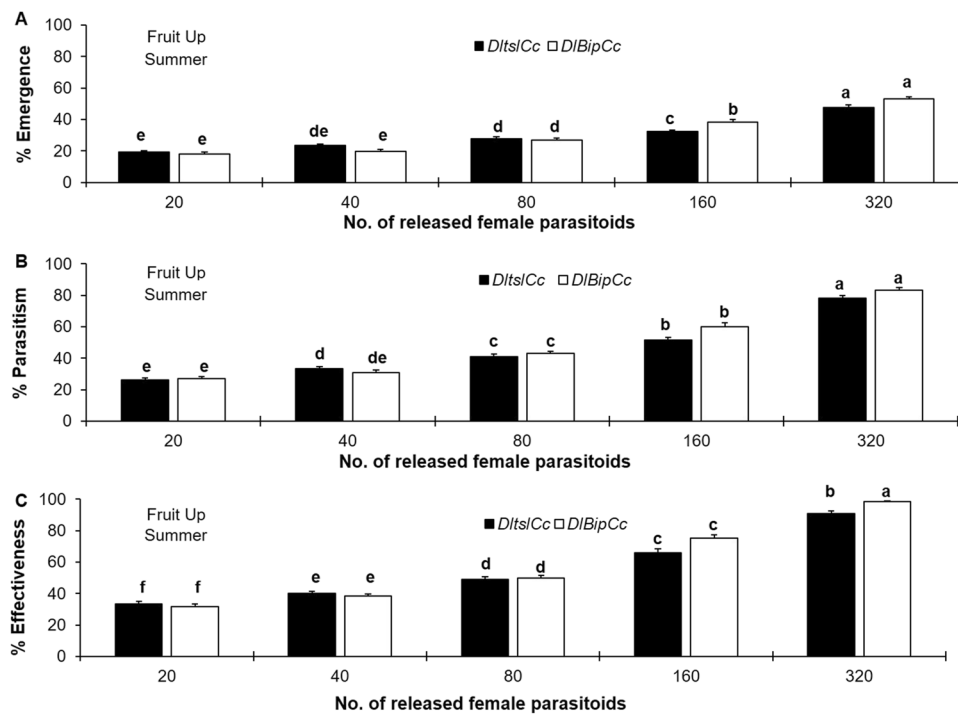 A
Fruit Up
Summer
DltslCc DlBipCc
% Emergence
100
80
60
40
20
0
e e de e d d c b a a
20 40 80 160 320
No. of released female parasitoids
B
Fruit Up
Summer
DltslCc DlBipCc
% Parasitism
100
80
60
40
20
0
e e d de c c b b a a
20 40 80 160 320
No. of released female parasitoids
C
Fruit Up
Summer
DltslCc DlBipCc
% Effectiveness
100
80
60
40
20
0
f f e e d d c c b a
20 40 80 160 320
No. of released female parasitoids